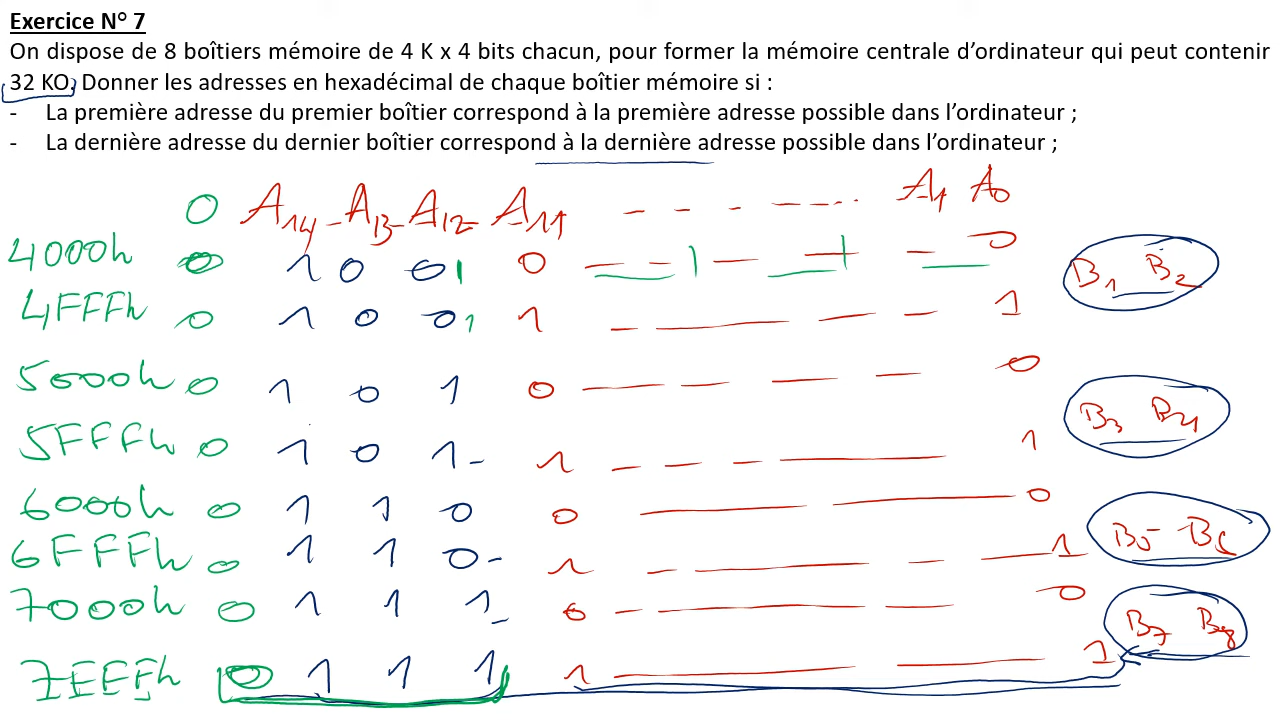 Exercice N° 7
On dispose de 8 boîtiers mémoire de 4 K x 4 bits chacun, pour former la mémoire centrale d’ordinateur qui peut contenir
32 KO. Donner les adresses en hexadécimal de chaque boîtier mémoire si :
- La première adresse du premier boîtier correspond à la première adresse possible dans l’ordinateur ;
- La dernière adresse du dernier boîtier correspond à la dernière adresse possible dans l’ordinateur ;
0 A14 - A13 - A12 - A11 - - - - - - A1 A0
4000h 0 1 0 0 0 - - - - 0 B1 B2
4FFFh 0 1 0 0 1 - - - - 1
5000h 0 1 0 1 0 - - - - 0 B3 B4
5FFFh 0 1 0 1 1 - - - - 1
6000h 0 1 1 0 0 - - 0 B5 B6
6FFFh 0 1 1 0 1 - - - - 1
7000h 0 1 1 1 0 - - - - 0 B7 B8
7FFFh 0 1 1 1 1 - - 1